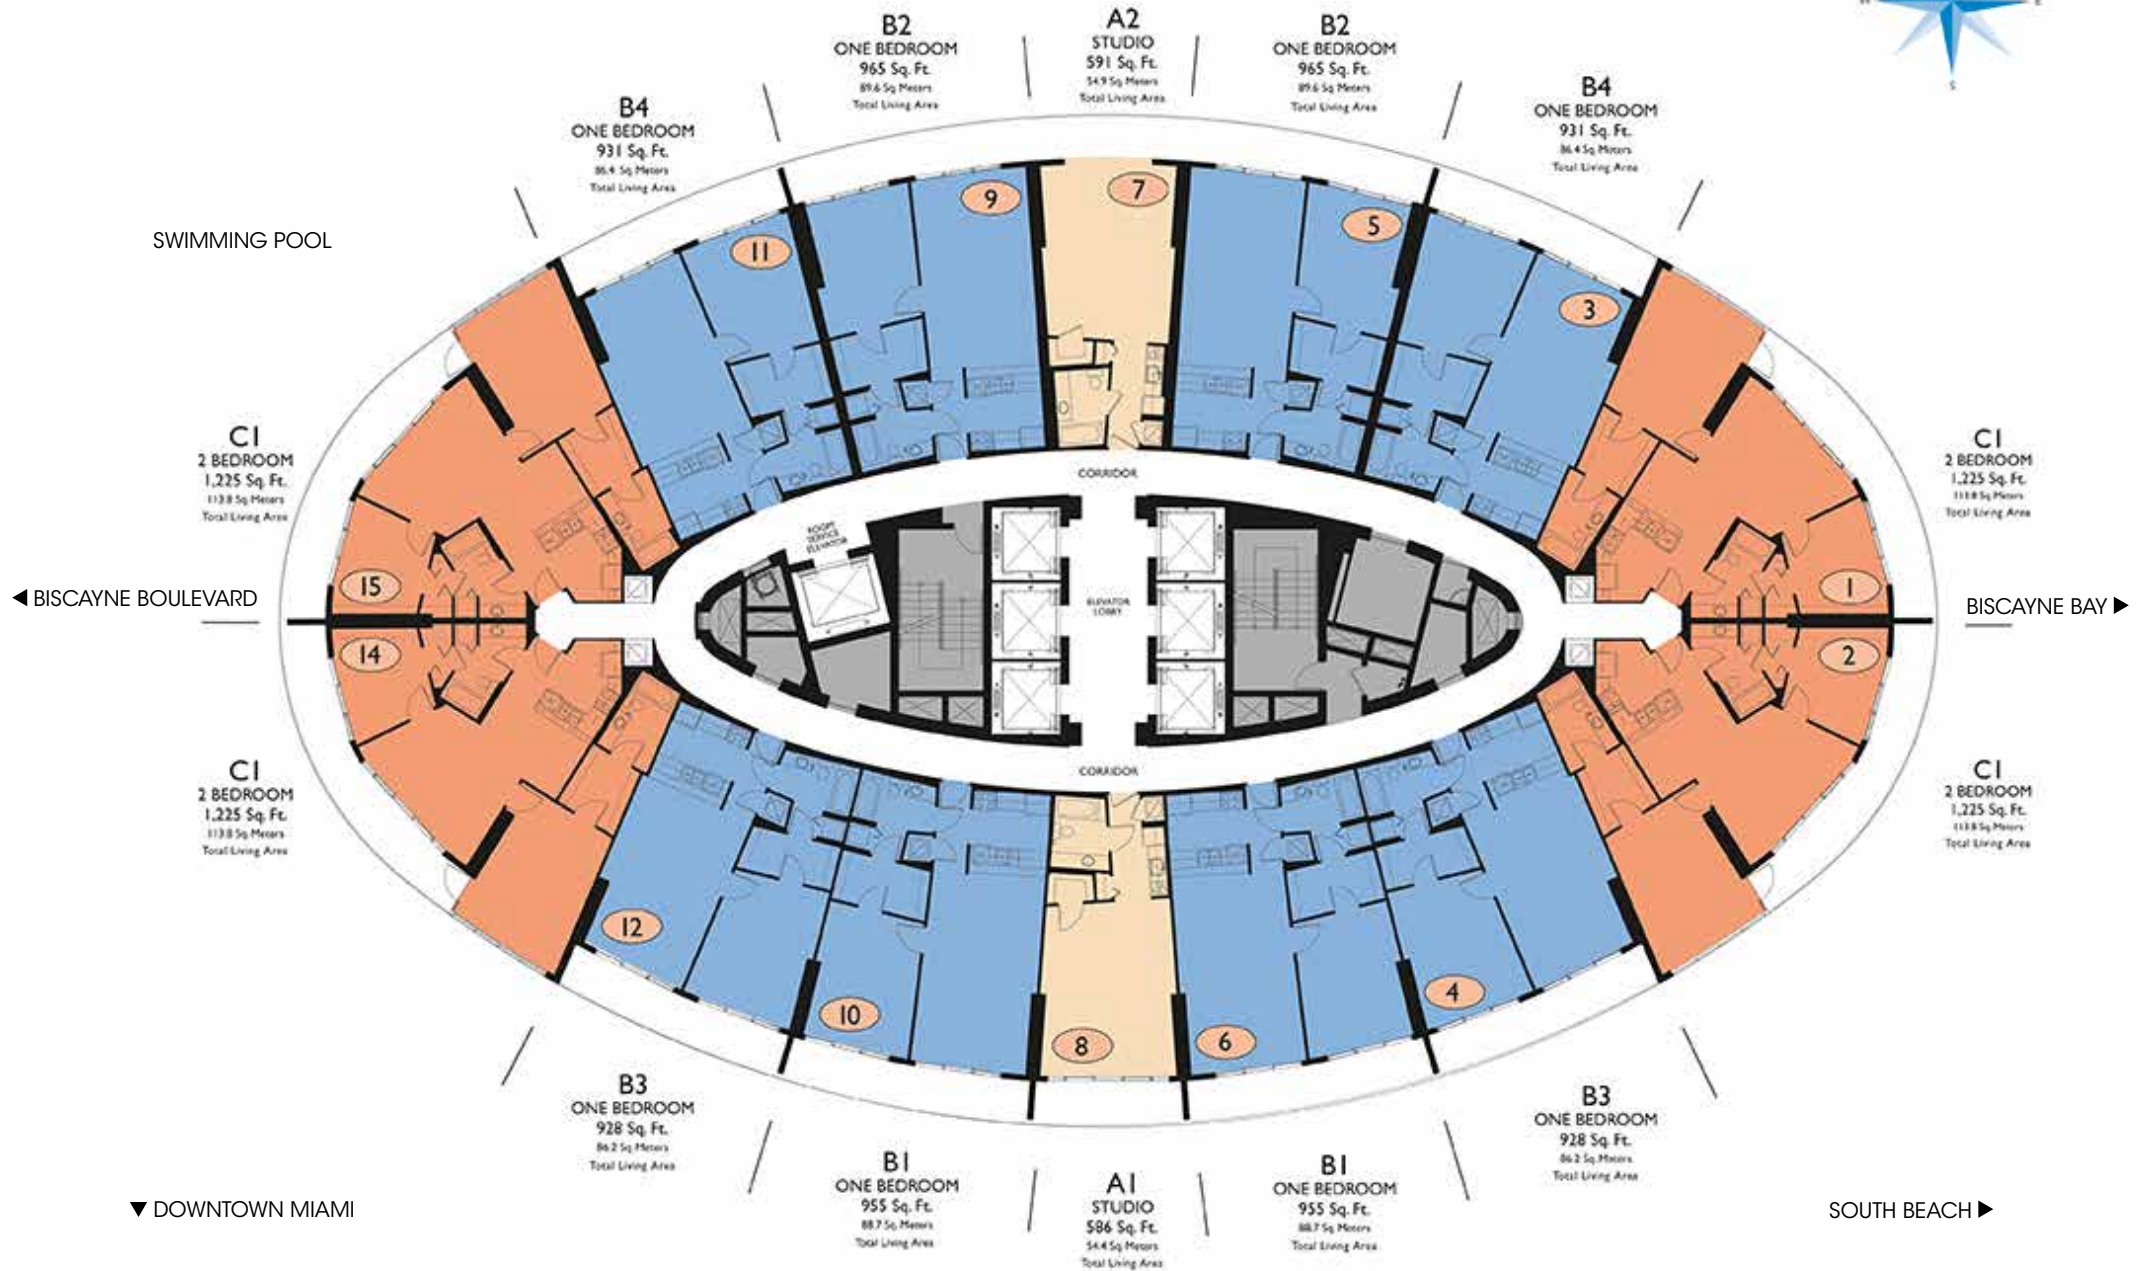 W E
S
B2
ONE BEDROOM
965 Sq. Ft.
89.6 Sq. Meters
Total Living Area
A2
STUDIO
591 Sq. Ft.
54.9 Sq. Meters
Total Living Area
B2
ONE BEDROOM
965 Sq. Ft.
89.6 Sq. Meters
Total Living Area
B4
ONE BEDROOM
931 Sq. Ft.
86.4 Sq. Meters
Total Living Area
B4
ONE BEDROOM
931 Sq. Ft.
86.4 Sq. Meters
Total Living Area
SWIMMING POOL
11
9
7
5
3
C1
2 BEDROOM
1,225 Sq. Ft.
113.8 Sq. Meters
Total Living Area
C1
2 BEDROOM
1,225 Sq. Ft.
113.8 Sq. Meters
Total Living Area
CORRIDOR
ROOM
SERVICE
ELEVATOR
ELEVATOR
LOBBY
BISCAYNE BOULEVARD
15
14
1
2
BISCAYNE BAY
CORRIDOR
C1
2 BEDROOM
1,225 Sq. Ft.
113.8 Sq. Meters
Total Living Area
C1
2 BEDROOM
1,225 Sq. Ft.
113.8 Sq. Meters
Total Living Area
12
10
8
6
4
B3
ONE BEDROOM
928 Sq. Ft.
86.2 Sq. Meters
Total Living Area
B3
ONE BEDROOM
928 Sq. Ft.
86.2 Sq. Meters
Total Living Area
B1
ONE BEDROOM
955 Sq. Ft.
88.7 Sq. Meters
Total Living Area
A1
STUDIO
586 Sq. Ft.
54.4 Sq. Meters
Total Living Area
B1
ONE BEDROOM
955 Sq. Ft.
88.7 Sq. Meters
Total Living Area
DOWNTOWN MIAMI
SOUTH BEACH